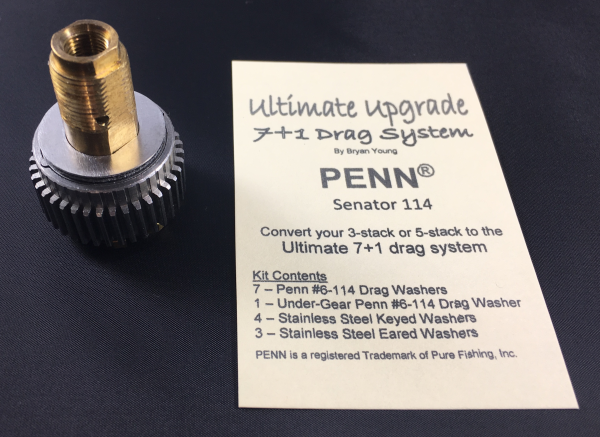 Ultimate Upgrade
7+1 Drag System
By Bryan Young
PENN®
Senator 114
Convert your 3-stack or 5-stack to the
Ultimate 7+1 drag system
Kit Contents
7 – Penn #6-114 Drag Washers
1 – Under-Gear Penn #6-114 Drag Washer
4 – Stainless Steel Keyed Washers
3 – Stainless Steel Eared Washers
PENN is a registered Trademark of Pure Fishing, Inc.